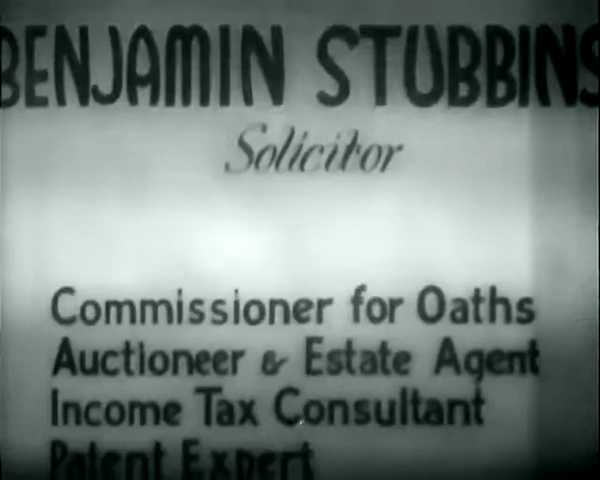 BENJAMIN STUBBINS
Solicitor
Commissioner for Oaths
Auctioneer & Estate Agent
Income Tax Consultant
Patent Expert